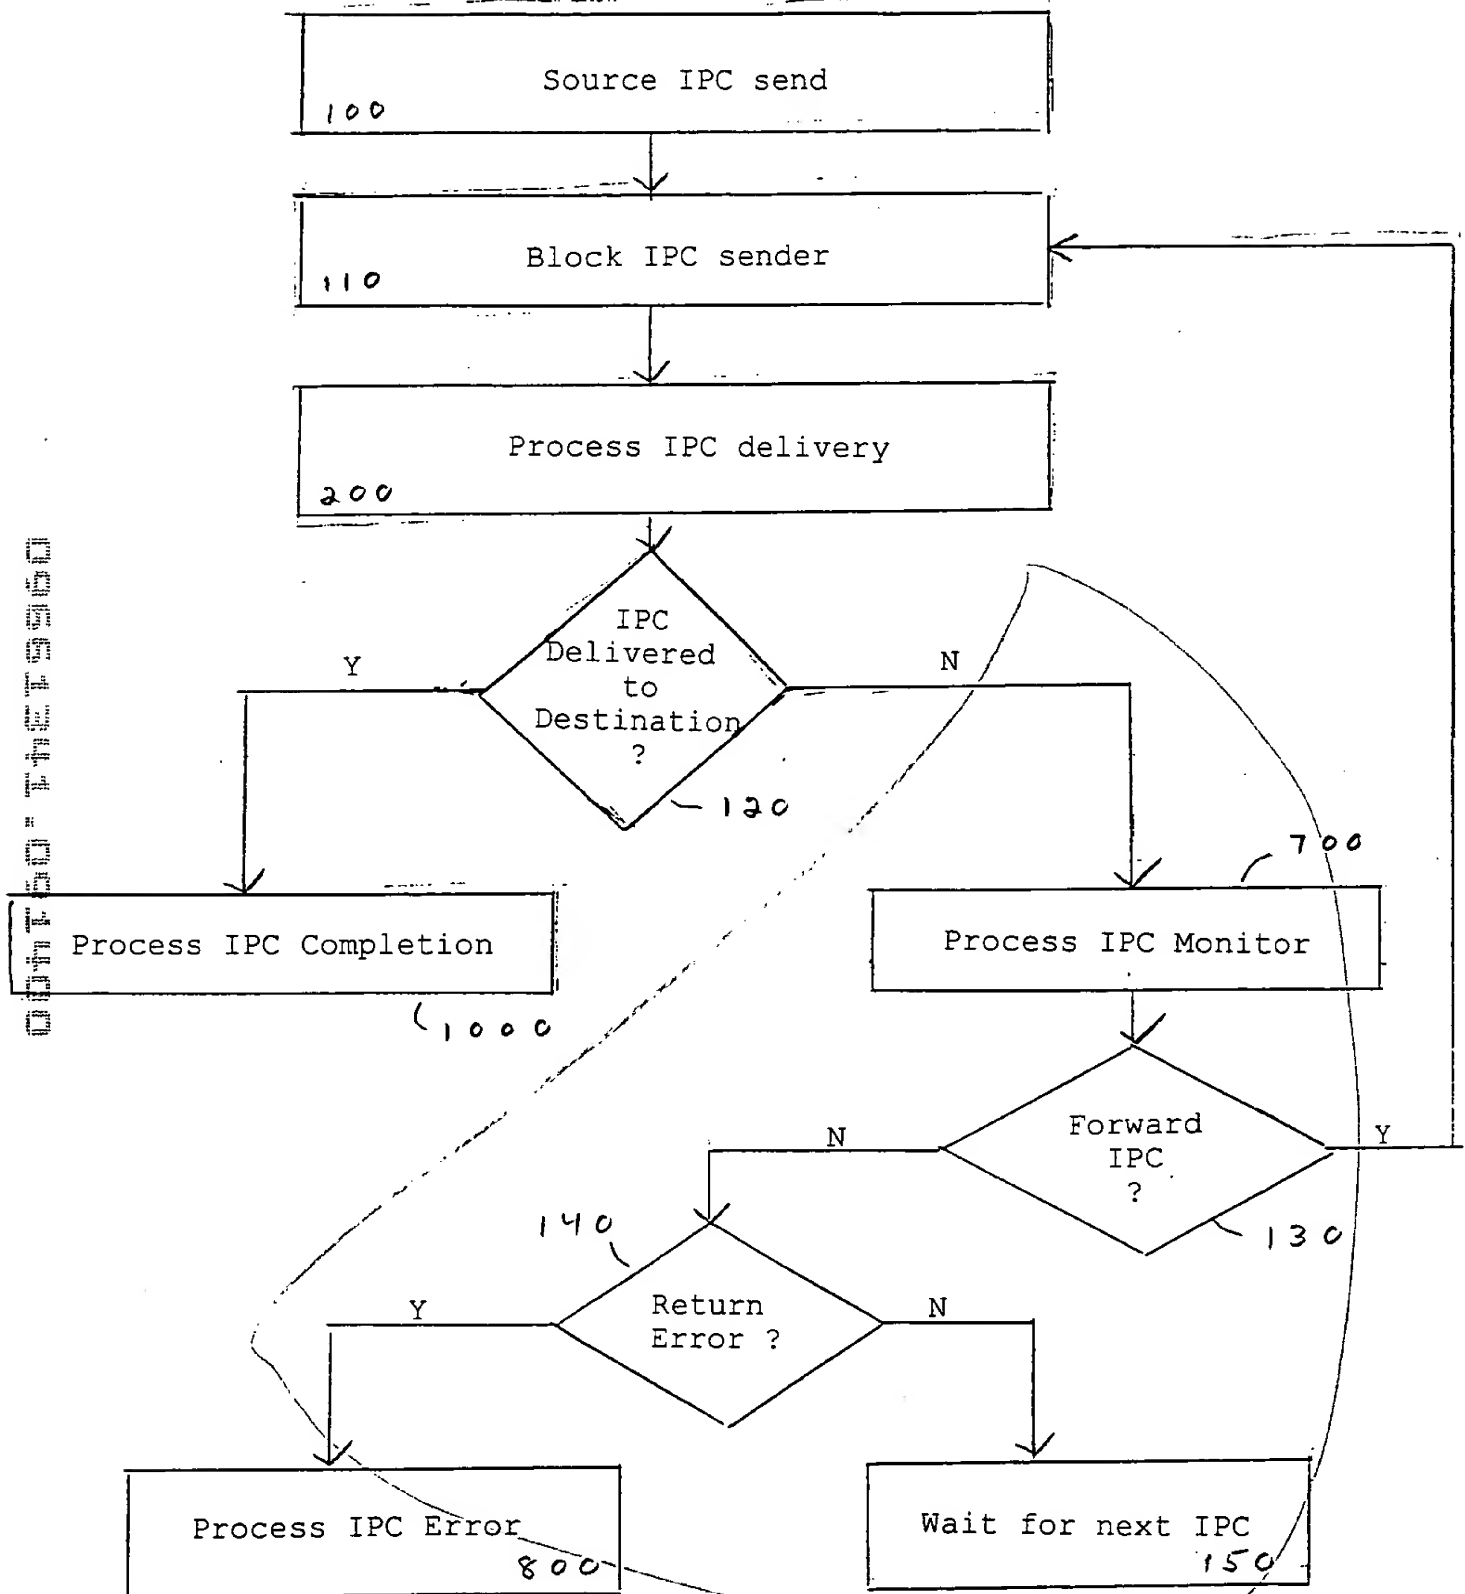 Source IPC send
100
Block IPC sender
110
Process IPC delivery
200
IPC
Delivered
to
Destination
?
Y
N
120
700
Process IPC Completion
Process IPC Monitor
1000
Forward
IPC
?
N
Y
130
140
Return
Error ?
Y
N
Process IPC Error
800
Wait for next IPC
150